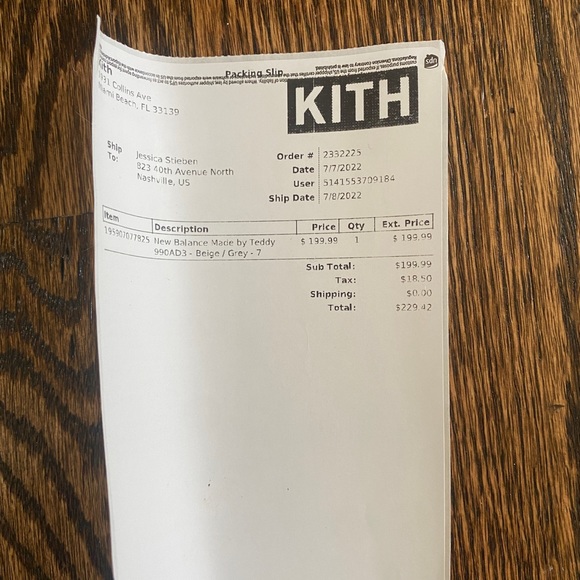 Packing Slip
Kith
Collins Ave
Miami Beach, FL 33139
KITH
ups
Ship To:
Jessica Stieben
823 40th Avenue North
Nashville, US
Order # 2332225
Date 7/7/2022
User 5141553709184
Ship Date 7/8/2022
Item Description Price Qty Ext. Price
195907077825 New Balance Made by Teddy $ 199.99 1 $ 199.99
990AD3 - Beige / Grey - 7
Sub Total: $199.99
Tax: $18.50
Shipping: $0.00
Total: $229.42